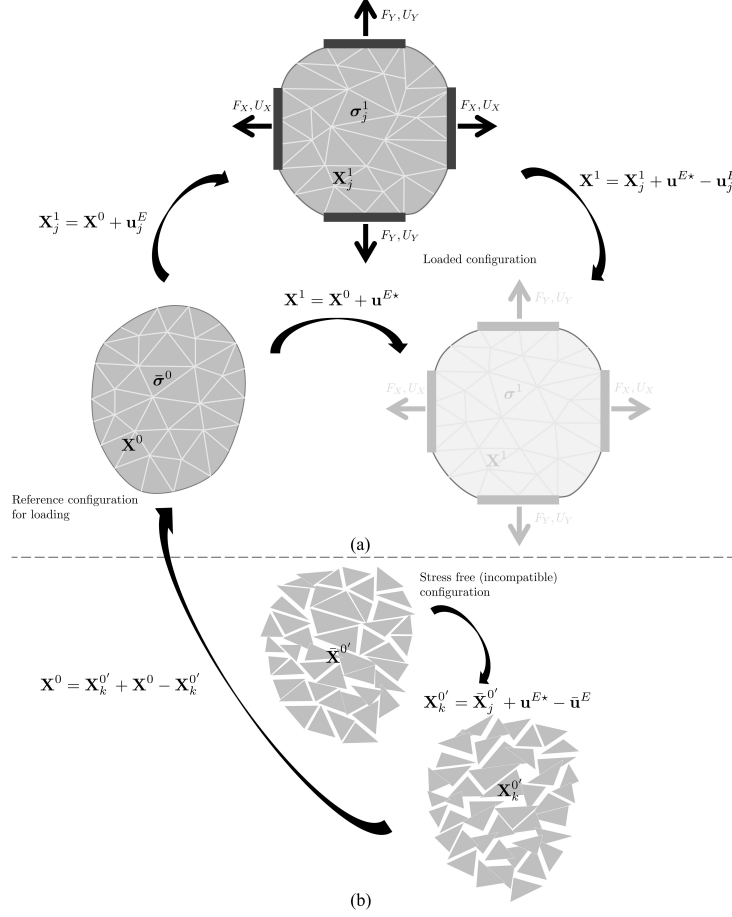 F_Y, U_Y
F_X, U_X
F_X, U_X
σ_j^1
X_j^1
X^1 = X_j^1 + u^{E⋆} − u_j^E
X_j^1 = X^0 + u_j^E
F_Y, U_Y
Loaded configuration
X^1 = X^0 + u^{E⋆}
F_Y, U_Y
σ̄^0
F_X, U_X
F_X, U_X
σ^1
X^0
X^1
Reference configuration
for loading
F_Y, U_Y
(a)
Stress free (incompatible)
configuration
X̄^{0'}
X^0 = X_k^{0'} + X^0 − X_k^{0'}
X_k^{0'} = X̄_j^{0'} + u^{E⋆} − ū^E
X_k^{0'}
(b)